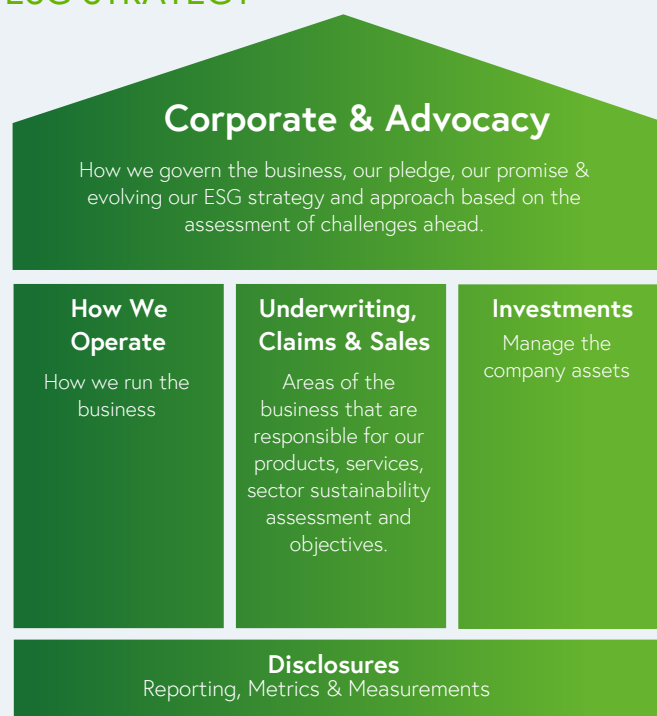 ESG STRATEGY
Corporate & Advocacy
How we govern the business, our pledge, our promise &
evolving our ESG strategy and approach based on the
assessment of challenges ahead.
How We
Operate
How we run the
business
Underwriting,
Claims & Sales
Areas of the
business that are
responsible for our
products, services,
sector sustainability
assessment and
objectives.
Investments
Manage the
company assets
Disclosures
Reporting, Metrics & Measurements